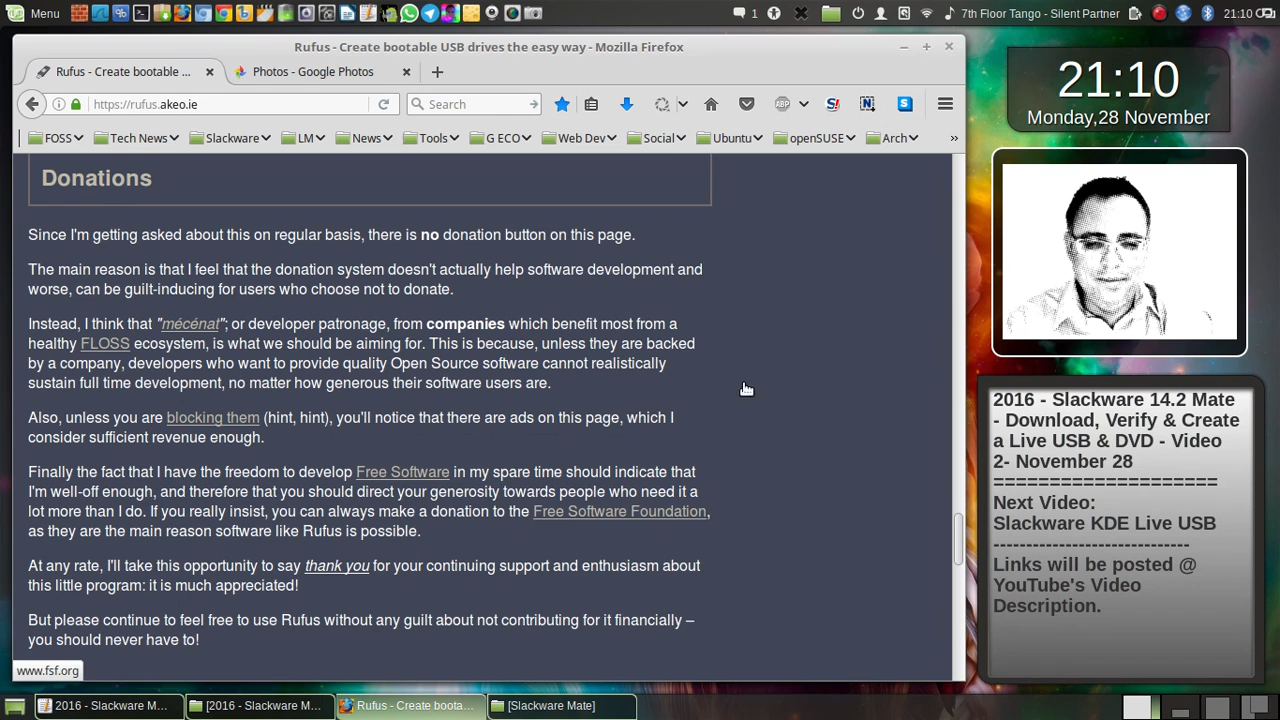 Menu
1
7th Floor Tango - Silent Partner
21:10
Rufus - Create bootable USB drives the easy way - Mozilla Firefox
Rufus - Create bootable ...
Photos - Google Photos
https://rufus.akeo.ie
Search
ABP
FOSS
Tech News
Slackware
LM
News
Tools
G ECO
Web Dev
Social
Ubuntu
openSUSE
Arch
Donations
Since I'm getting asked about this on regular basis, there is no donation button on this page.
The main reason is that I feel that the donation system doesn't actually help software development and
worse, can be guilt-inducing for users who choose not to donate.
Instead, I think that "mécénat"; or developer patronage, from companies which benefit most from a
healthy FLOSS ecosystem, is what we should be aiming for. This is because, unless they are backed
by a company, developers who want to provide quality Open Source software cannot realistically
sustain full time development, no matter how generous their software users are.
Also, unless you are blocking them (hint, hint), you'll notice that there are ads on this page, which I
consider sufficient revenue enough.
Finally the fact that I have the freedom to develop Free Software in my spare time should indicate that
I'm well-off enough, and therefore that you should direct your generosity towards people who need it a
lot more than I do. If you really insist, you can always make a donation to the Free Software Foundation,
as they are the main reason software like Rufus is possible.
At any rate, I'll take this opportunity to say thank you for your continuing support and enthusiasm about
this little program: it is much appreciated!
But please continue to feel free to use Rufus without any guilt about not contributing for it financially –
you should never have to!
www.fsf.org
21:10
Monday,28 November
2016 - Slackware 14.2 Mate
- Download, Verify & Create
a Live USB & DVD - Video
2- November 28
====================
Next Video:
Slackware KDE Live USB
----------------------------
Links will be posted @
YouTube's Video
Description.
2016 - Slackware M...
[2016 - Slackware M...
Rufus - Create boota...
[Slackware Mate]